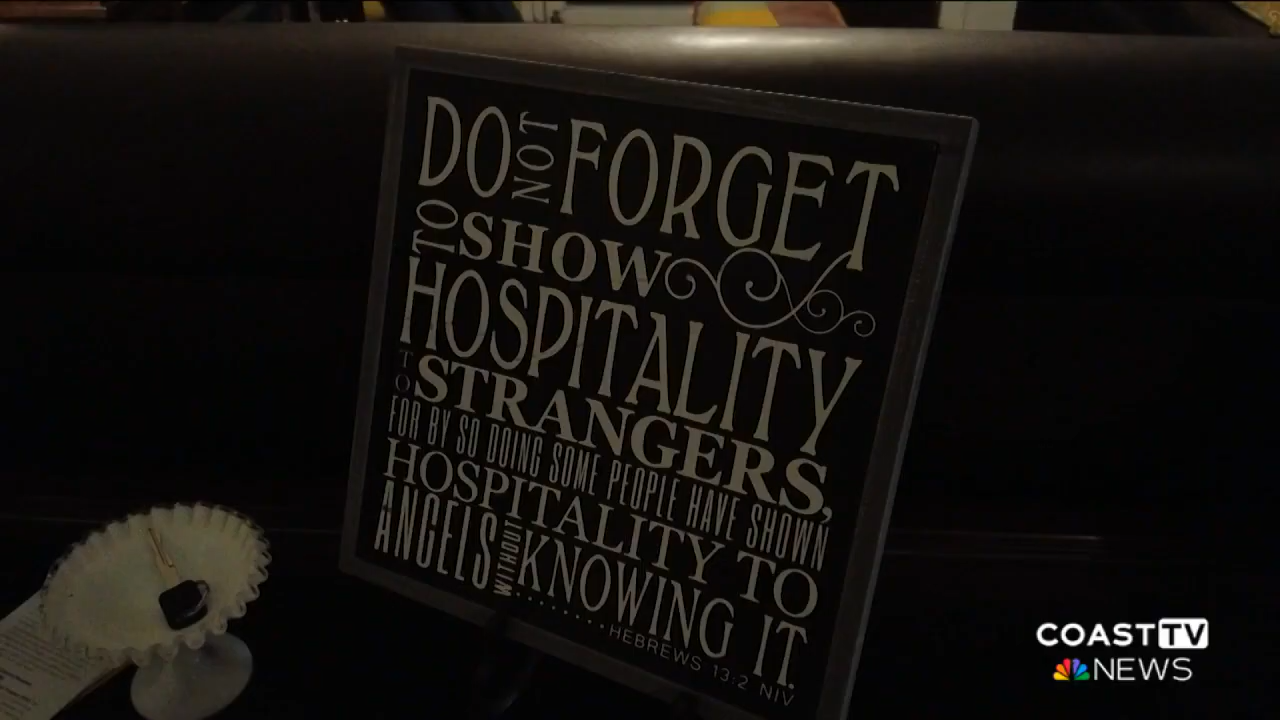 DO NOT FORGET
TO SHOW
HOSPITALITY
TO STRANGERS,
FOR BY SO DOING SOME PEOPLE HAVE SHOWN
HOSPITALITY TO
ANGELS WITHOUT KNOWING IT.
HEBREWS 13:2 NIV
COAST TV
NEWS